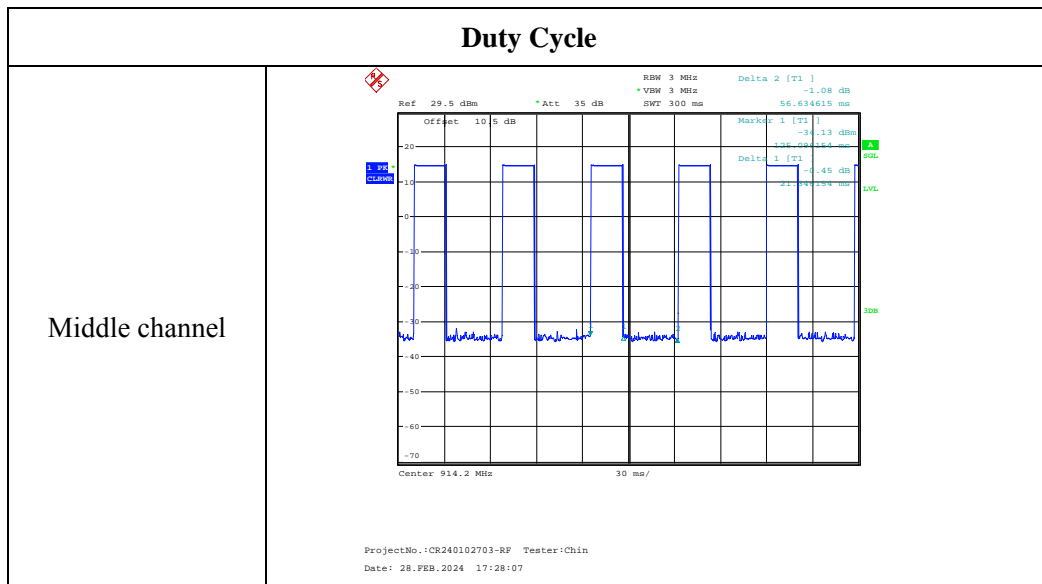 Duty Cycle
Middle channel
RBW 3 MHz
Delta 2 [T1 ]
* VBW 3 MHz
-1.08 dB
Ref 29.5 dBm
* Att 35 dB
SWT 300 ms
56.634615 ms
Offset 10.5 dB
Marker 1 [T1 ]
-34.13 dBm
20
A
SGL
Delta 1 [T1 ]
1 PK *
-0.45 dB
CLRWR
10
LVL
0
-10
-20
3DB
-30
-40
-50
-60
-70
Center 914.2 MHz
30 ms/
ProjectNo.:CR240102703-RF Tester:Chin
Date: 28.FEB.2024 17:28:07